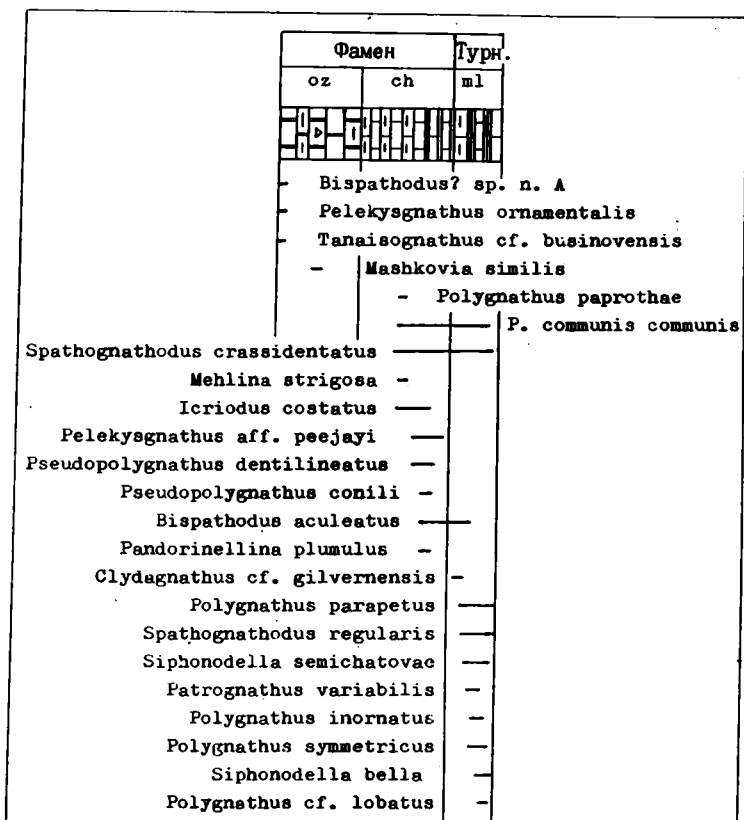 Фамен Турн.
oz ch ml
Bispathodus? sp. n. A
Pelekysgnathus ornamentalis
Tanaisognathus cf. businovensis
Mashkovia similis
Polygnathus paprothae
P. communis communis
Spathognathodus crassidentatus
Mehlina strigosa
Icriodus costatus
Pelekysgnathus aff. peejayi
Pseudopolygnathus dentilineatus
Pseudopolygnathus conili
Bispathodus aculeatus
Pandorinellina plumulus
Clydagnathus cf. gilvernensis
Polygnathus parapetus
Spathognathodus regularis
Siphonodella semichatovae
Patrognathus variabilis
Polygnathus inornatus
Polygnathus symmetricus
Siphonodella bella
Polygnathus cf. lobatus